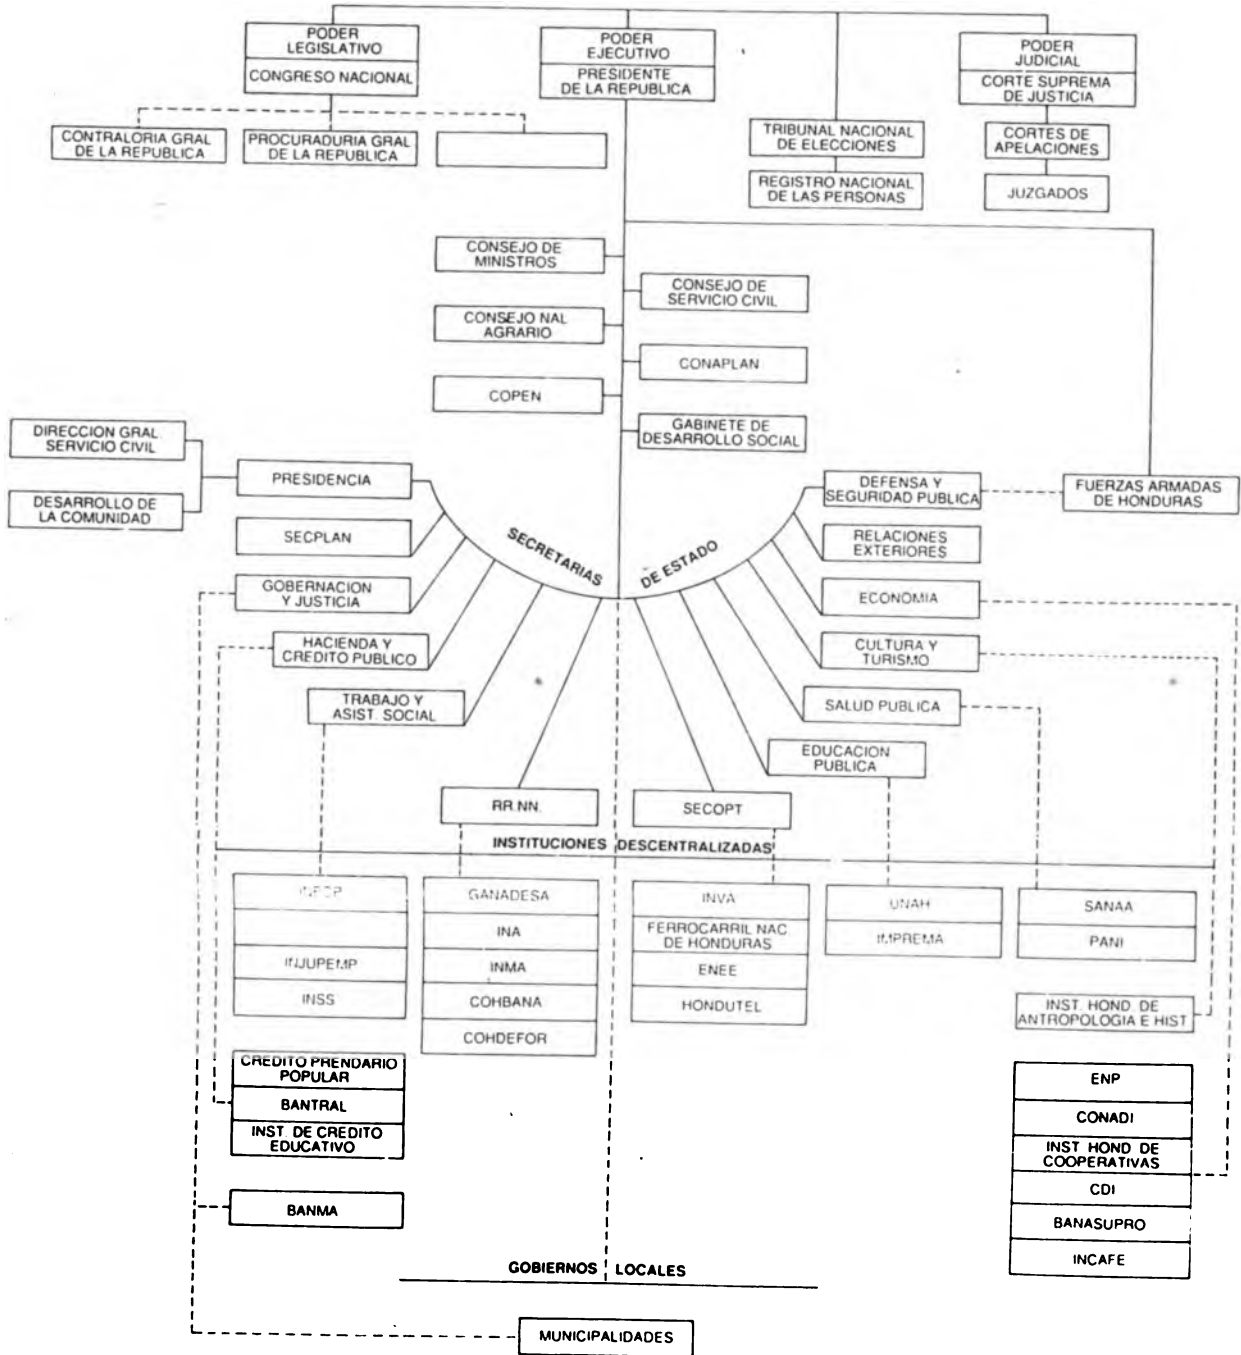 PODER
LEGISLATIVO
CONGRESO NACIONAL
PODER
EJECUTIVO
PRESIDENTE
DE LA REPUBLICA
PODER
JUDICIAL
CORTE SUPREMA
DE JUSTICIA
CONTRALORIA GRAL
DE LA REPUBLICA
PROCURADURIA GRAL
DE LA REPUBLICA
TRIBUNAL NACIONAL
DE ELECCIONES
CORTES DE
APELACIONES
REGISTRO NACIONAL
DE LAS PERSONAS
JUZGADOS
CONSEJO DE
MINISTROS
CONSEJO DE
SERVICIO CIVIL
CONSEJO NAL
AGRARIO
CONAPLAN
COPEN
GABINETE DE
DESARROLLO SOCIAL
DIRECCION GRAL.
SERVICIO CIVIL
DESARROLLO DE
LA COMUNIDAD
PRESIDENCIA
DEFENSA Y
SEGURIDAD PUBLICA
FUERZAS ARMADAS
DE HONDURAS
SECPLAN
SECRETARIAS
DE ESTADO
RELACIONES
EXTERIORES
GOBERNACION
Y JUSTICIA
ECONOMIA
HACIENDA Y
CREDITO PUBLICO
CULTURA Y
TURISMO
TRABAJO Y
ASIST. SOCIAL
SALUD PUBLICA
EDUCACION
PUBLICA
RR.NN.
SECOPT
INSTITUCIONES DESCENTRALIZADAS
INJUPEMP
INSS
GANADESA
INA
INMA
COHBANA
COHDEFOR
INVA
FERROCARRIL NAC
DE HONDURAS
ENEE
HONDUTEL
UNAH
IMPREMA
SANAA
PANI
INST. HOND. DE
ANTROPOLOGIA E HIST
CREDITO PRENDARIO
POPULAR
BANTRAL
INST. DE CREDITO
EDUCATIVO
BANMA
ENP
CONADI
INST HOND DE
COOPERATIVAS
CDI
BANASUPRO
INCAFE
GOBIERNOS LOCALES
MUNICIPALIDADES